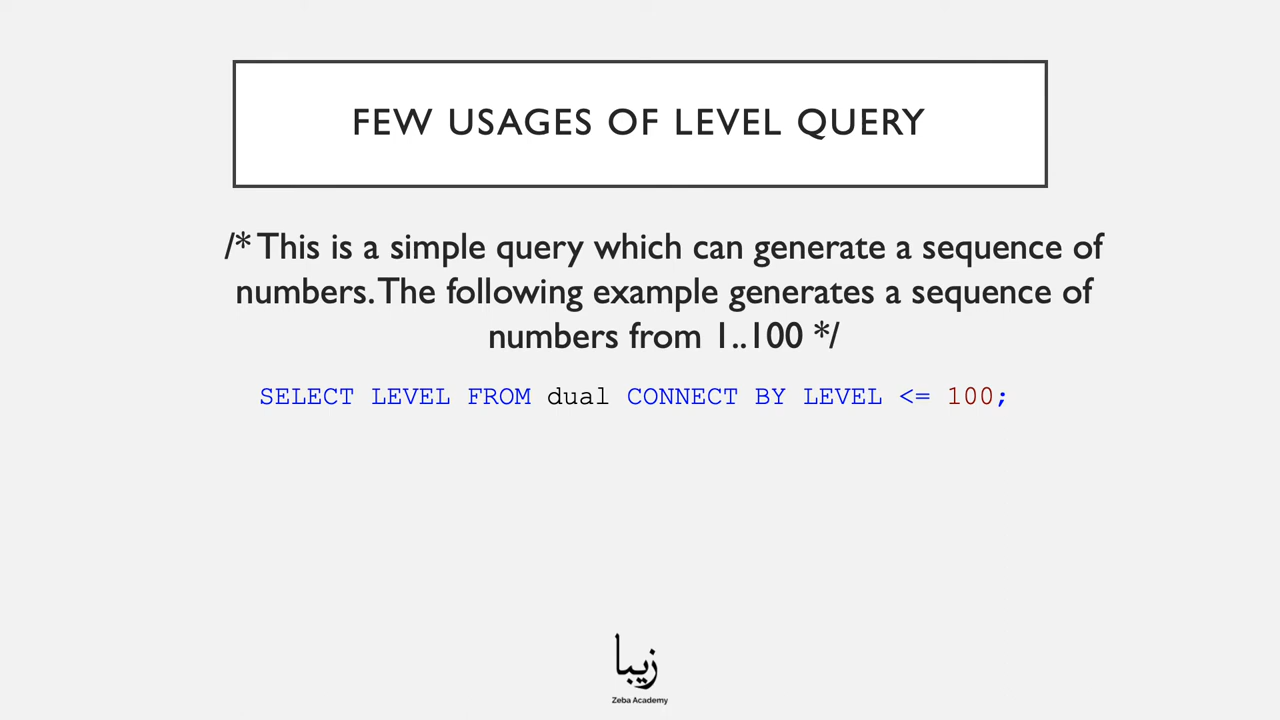 FEW USAGES OF LEVEL QUERY
/* This is a simple query which can generate a sequence of
numbers. The following example generates a sequence of
numbers from 1..100 */
SELECT LEVEL FROM dual CONNECT BY LEVEL <= 100;
زیبا
Zeba Academy